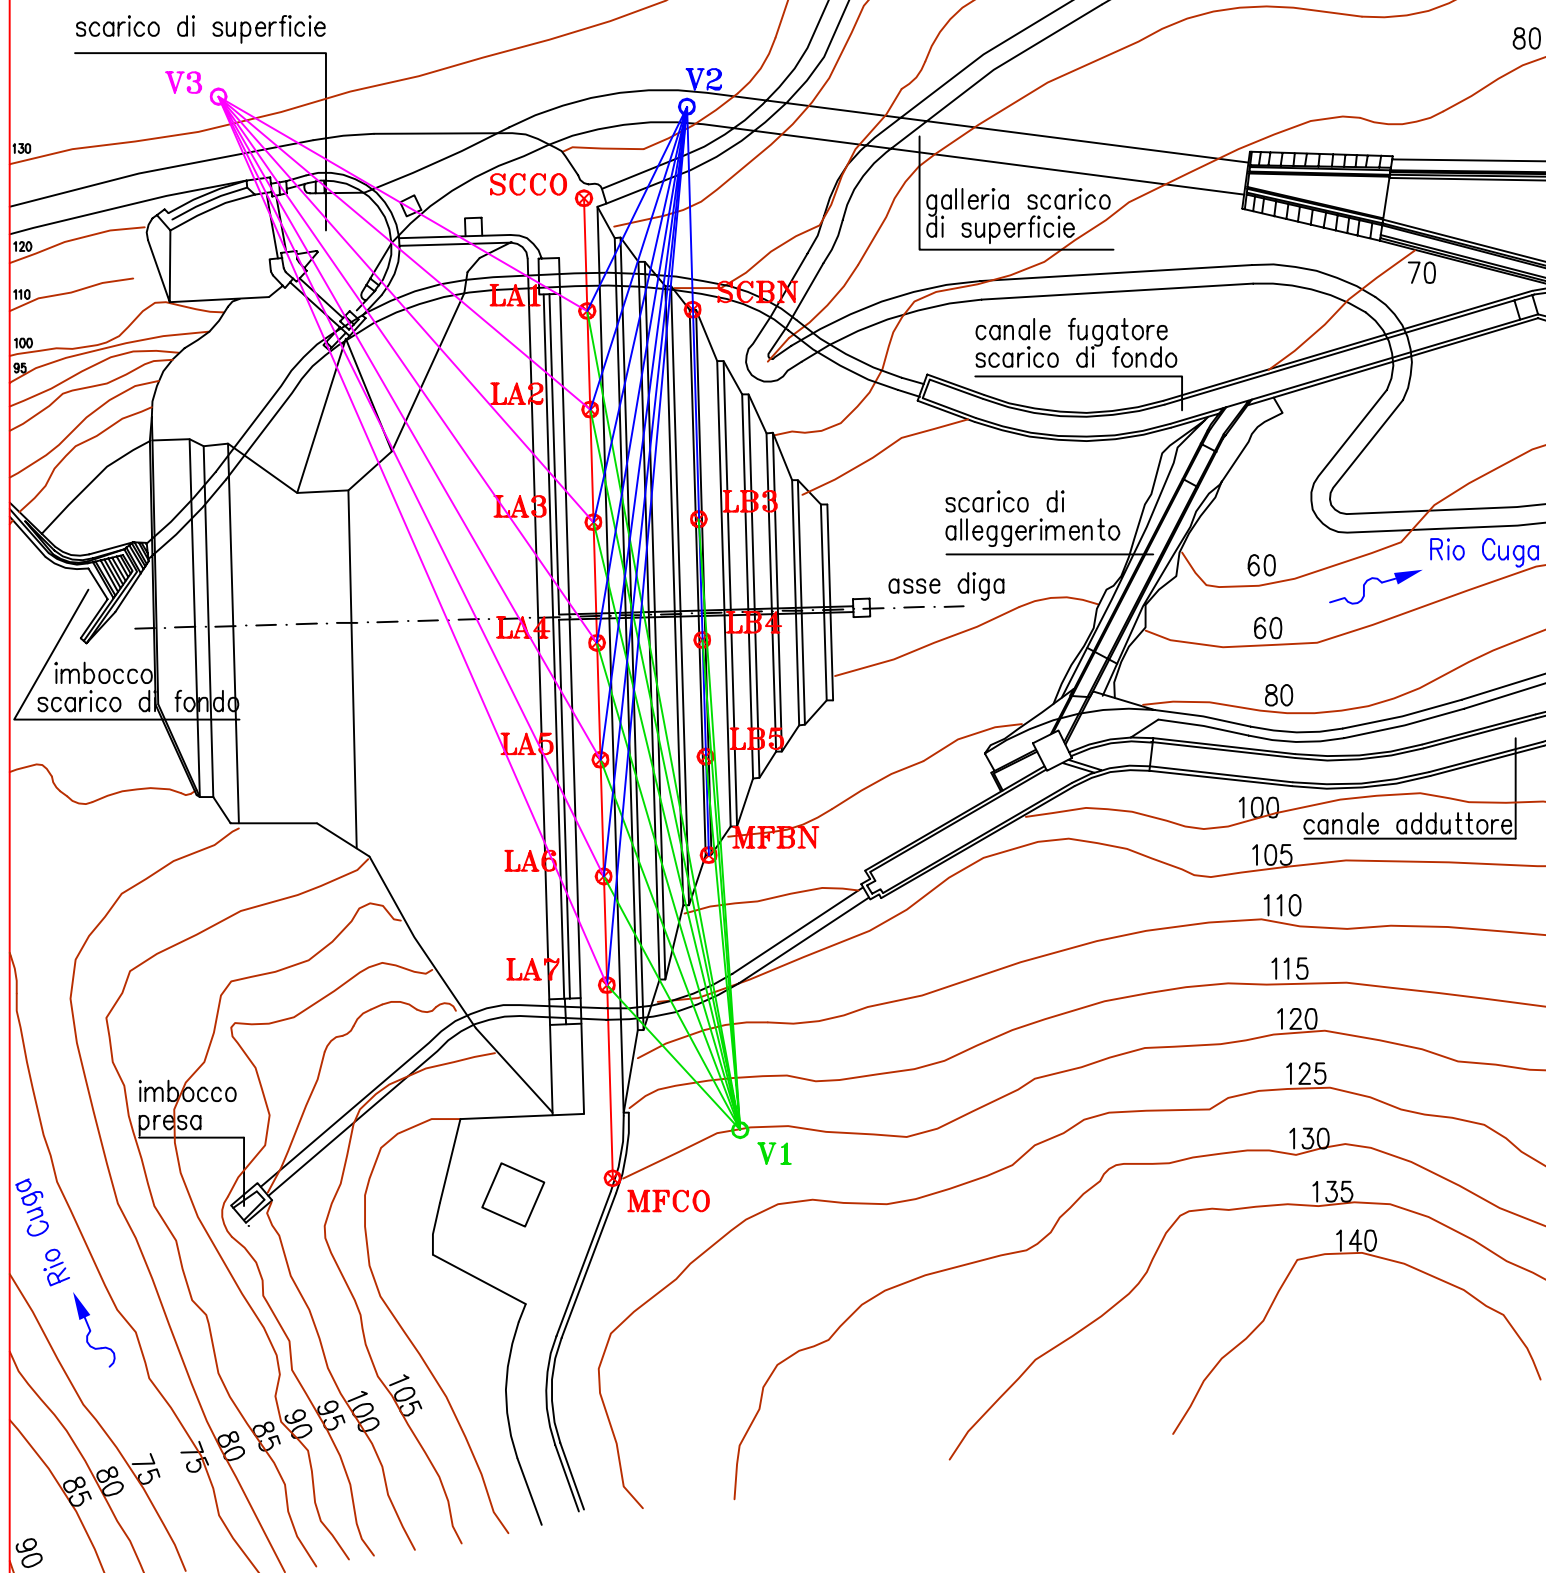 scarico di superficie
80
V3
V2
130
SCCO
galleria scarico
di superficie
120
70
110
LA1
SCBN
canale fugatore
scarico di fondo
100
95
LA2
LA3
LB3
scarico di
alleggerimento
Rio Cuga
60
asse diga
LA4
LB4
60
imbocco
scarico di fondo
80
LA5
LB5
100
canale adduttore
MFBN
105
LA6
110
LA7
115
120
125
imbocco
presa
130
V1
135
MFCO
Rio Cuga
140
105
100
95
90
85
80
75
75
80
85
90